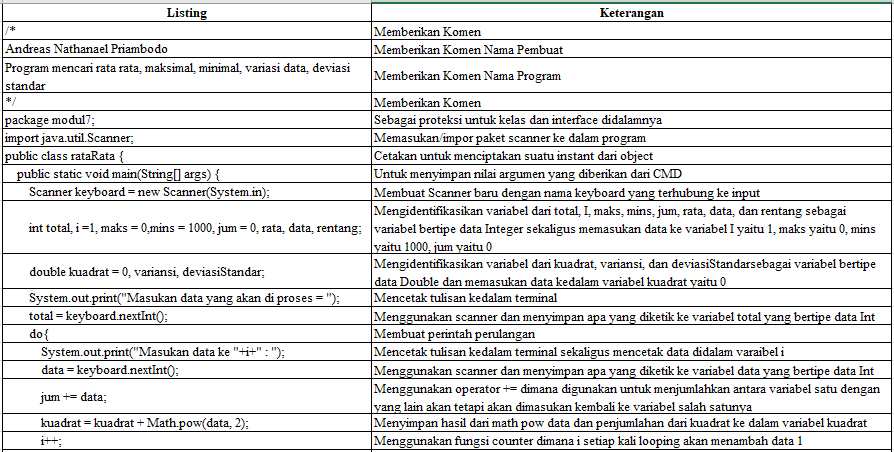 Listing Keterangan
/* Memberikan Komen
Andreas Nathanael Priambodo Memberikan Komen Nama Pembuat
Program mencari rata rata, maksimal, minimal, variasi data, deviasi
standar
Memberikan Komen Nama Program
*/ Memberikan Komen
package modul7; Sebagai proteksi untuk kelas dan interface didalamnya
import java.util.Scanner; Memasukan/impor paket scanner ke dalam program
public class rataRata { Cetakan untuk menciptakan suatu instant dari object
public static void main(String[] args) { Untuk menyimpan nilai argumen yang diberikan dari CMD
Scanner keyboard = new Scanner(System.in); Membuat Scanner baru dengan nama keyboard yang terhubung ke input
int total, i =1, maks = 0,mins = 1000, jum = 0, rata, data, rentang;
Mengidentifikasikan variabel dari total, I, maks, mins, jum, rata, data, dan rentang sebagai
variabel bertipe data Integer sekaligus memasukan data ke variabel I yaitu 1, maks yaitu 0, mins
yaitu 1000, jum yaitu 0
double kuadrat = 0, variansi, deviasiStandar;
Mengidentifikasikan variabel dari kuadrat, variansi, dan deviasiStandarsebagai variabel bertipe
data Double dan memasukan data kedalam variabel kuadrat yaitu 0
System.out.print("Masukan data yang akan di proses = "); Mencetak tulisan kedalam terminal
total = keyboard.nextInt(); Menggunakan scanner dan menyimpan apa yang diketik ke variabel total yang bertipe data Int
do{ Membuat perintah perulangan
System.out.print("Masukan data ke "+i+" : "); Mencetak tulisan kedalam terminal sekaligus mencetak data didalam varaibel i
data = keyboard.nextInt(); Menggunakan scanner dan menyimpan apa yang diketik ke variabel data yang bertipe data Int
jum += data;
Menggunakan operator += dimana digunakan untuk menjumlahkan antara variabel satu dengan
yang lain akan tetapi akan dimasukan kembali ke variabel salah satunya
kuadrat = kuadrat + Math.pow(data, 2); Menyimpan hasil dari math pow data dan penjumlahan dari kuadrat ke dalam variabel kuadrat
i++; Menggunakan fungsi counter dimana i setiap kali looping akan menambah data 1